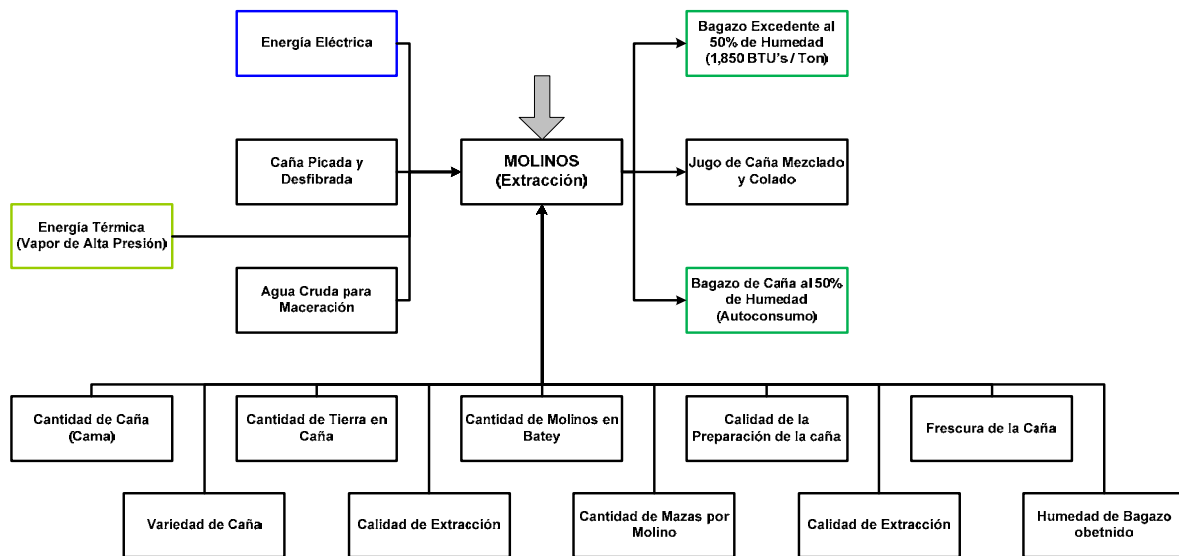 Energía Eléctrica
Bagazo Excedente al
50% de Humedad
(1,850 BTU's / Ton)
Caña Picada y
Desfibrada
MOLINOS
(Extracción)
Jugo de Caña Mezclado
y Colado
Energía Térmica
(Vapor de Alta Presión)
Agua Cruda para
Maceración
Bagazo de Caña al 50%
de Humedad
(Autoconsumo)
Cantidad de Caña
(Cama)
Cantidad de Tierra en
Caña
Cantidad de Molinos en
Batey
Calidad de la
Preparación de la caña
Frescura de la Caña
Variedad de Caña
Calidad de Extracción
Cantidad de Mazas por
Molino
Calidad de Extracción
Humedad de Bagazo
obetnido